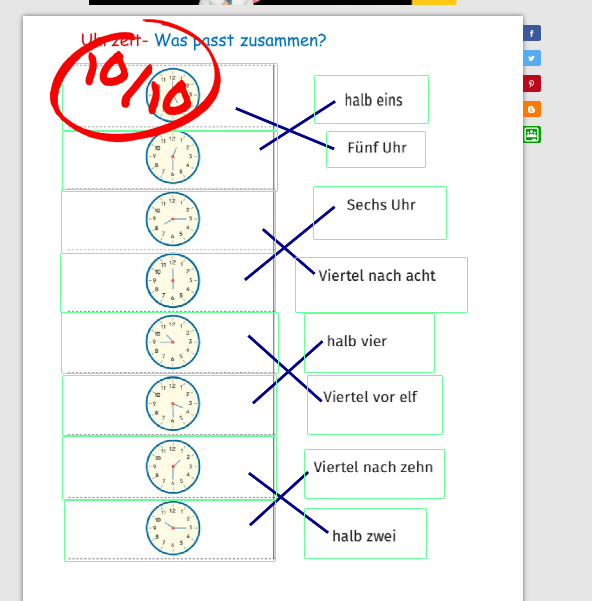 Uhrzeit- Was passt zusammen?
10/10
halb eins
Fünf Uhr
Sechs Uhr
Viertel nach acht
halb vier
Viertel vor elf
Viertel nach zehn
halb zwei